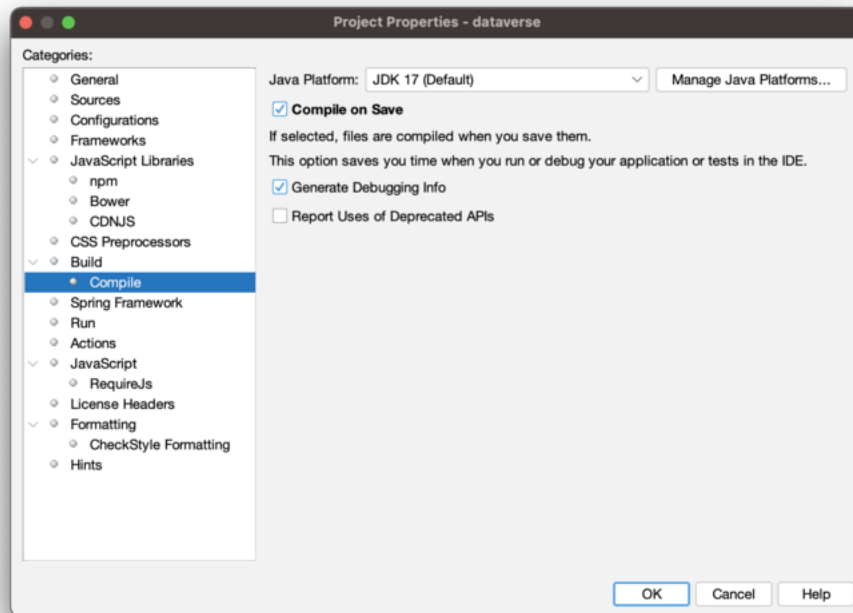 Project Properties - dataverse
Categories:
General
Sources
Configurations
Frameworks
JavaScript Libraries
npm
Bower
CDNJS
CSS Preprocessors
Build
Compile
Spring Framework
Run
Actions
JavaScript
RequireJs
License Headers
Formatting
CheckStyle Formatting
Hints
Java Platform: JDK 17 (Default) Manage Java Platforms...
Compile on Save
If selected, files are compiled when you save them.
This option saves you time when you run or debug your application or tests in the IDE.
Generate Debugging Info
Report Uses of Deprecated APIs
OK Cancel Help